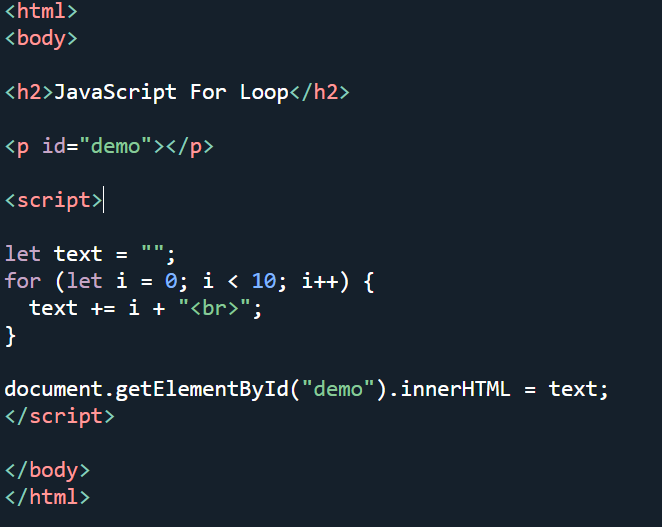 <html>
<body>
<h2>JavaScript For Loop</h2>
<p id="demo"></p>
<script>
let text = "";
for (let i = 0; i < 10; i++) {
  text += i + "<br>";
}
document.getElementById("demo").innerHTML = text;
</script>
</body>
</html>